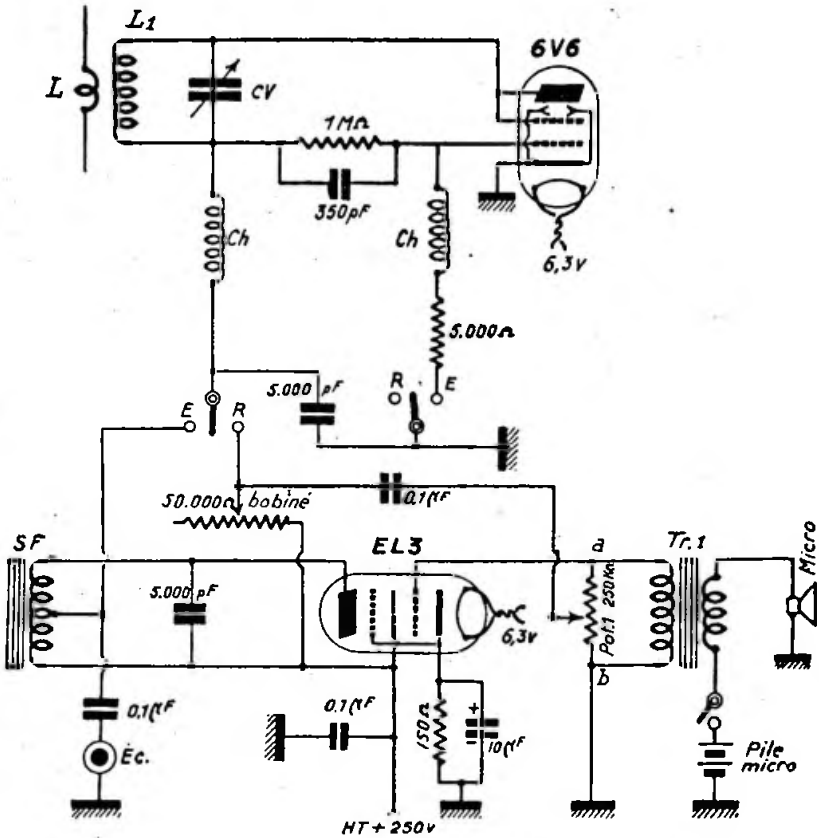 L1
L
CV
6V6
1MΩ
350pF
Ch
Ch
6,3v
5.000Ω
5.000 pF
R
E
E
R
50.000Ω bobiné
0.1µF
SF
EL3
a
Tr.1
Micro
5.000 pF
Pot.1 250KΩ
6,3v
b
0.1µF
0.1µF
150Ω
+
-
10µF
Éc.
Pile
micro
HT + 250v